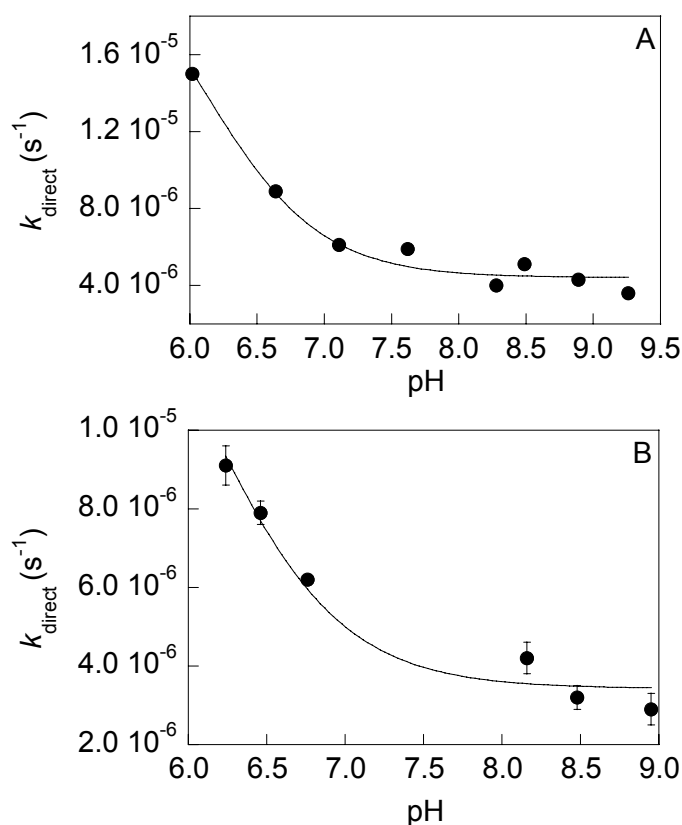 A
1.6 10⁻⁵
1.2 10⁻⁵
8.0 10⁻⁶
4.0 10⁻⁶
k_direct (s⁻¹)
6.0 6.5 7.0 7.5 8.0 8.5 9.0 9.5
pH
B
1.0 10⁻⁵
8.0 10⁻⁶
6.0 10⁻⁶
4.0 10⁻⁶
2.0 10⁻⁶
k_direct (s⁻¹)
6.0 6.5 7.0 7.5 8.0 8.5 9.0
pH